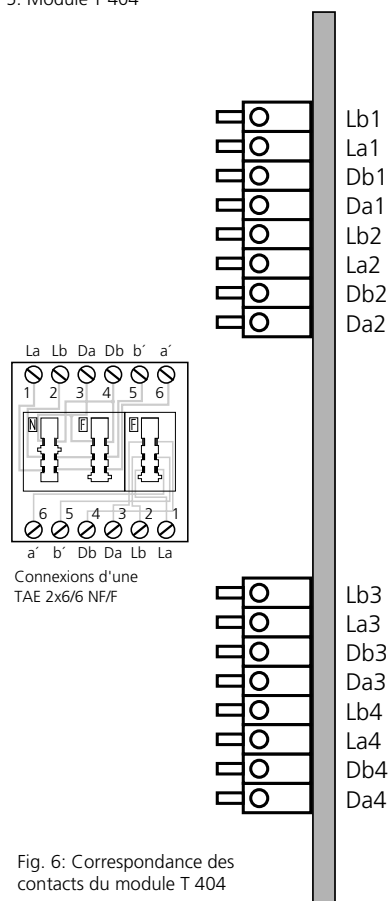 5. Module T 404
Lb1
La1
Db1
Da1
Lb2
La2
Db2
Da2
La Lb Da Db b´ a´
1 2 3 4 5 6
N F F
6 5 4 3 2 1
a´ b´ Db Da Lb La
Connexions d'une
TAE 2x6/6 NF/F
Lb3
La3
Db3
Da3
Lb4
La4
Db4
Da4
Fig. 6: Correspondance des
contacts du module T 404